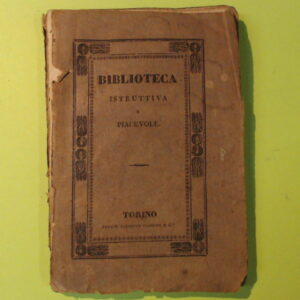 BIBLIOTECA
ISTRUTTIVA
E
PIACEVOLE.
TORINO